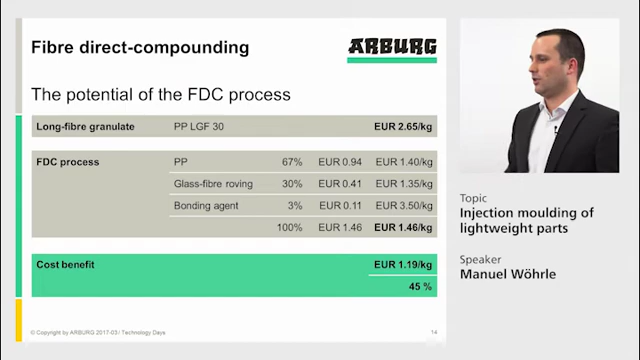 Fibre direct-compounding
ARBURG
The potential of the FDC process
Long-fibre granulate PP LGF 30 EUR 2.65/kg
FDC process PP 67% EUR 0.94 EUR 1.40/kg
Glass-fibre roving 30% EUR 0.41 EUR 1.35/kg
Bonding agent 3% EUR 0.11 EUR 3.50/kg
100% EUR 1.46 EUR 1.46/kg
Cost benefit EUR 1.19/kg
45 %
© Copyright by ARBURG 2017-03/ Technology Days 14
Topic
Injection moulding of
lightweight parts
Speaker
Manuel Wöhrle